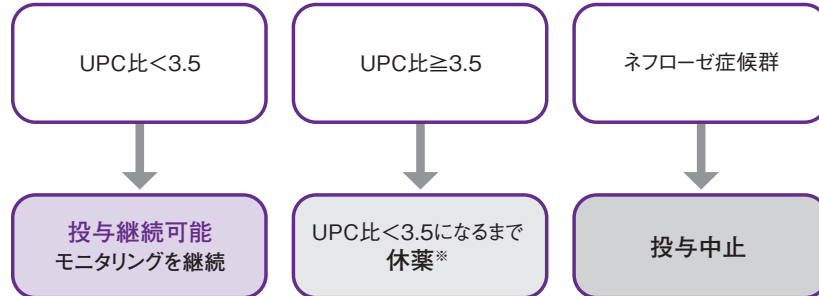 UPC比<3.5
UPC比≧3.5
ネフローゼ症候群
投与継続可能
モニタリングを継続
UPC比<3.5になるまで
休薬※
投与中止